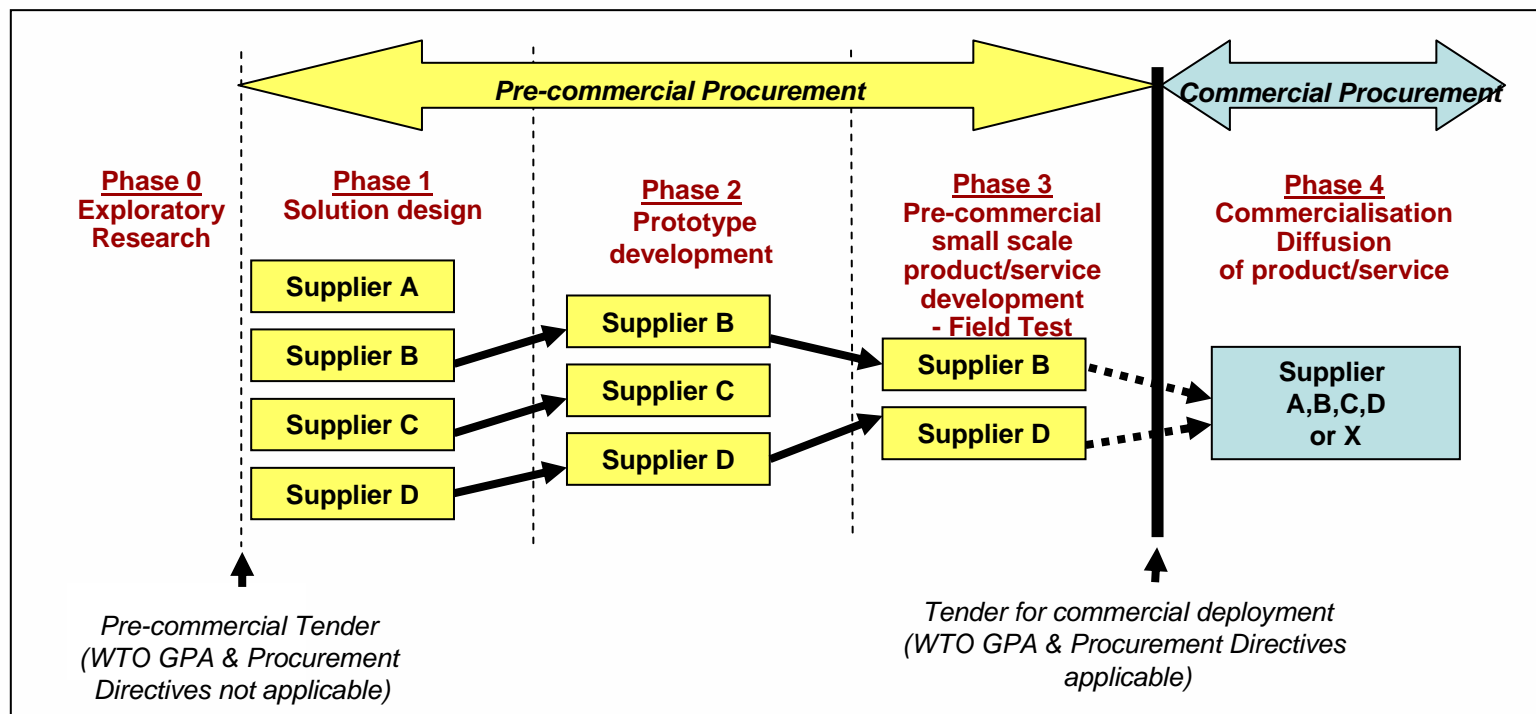 Pre-commercial Procurement
Commercial Procurement
Phase 0
Exploratory
Research
Phase 1
Solution design
Phase 2
Prototype
development
Phase 3
Pre-commercial
small scale
product/service
development
- Field Test
Phase 4
Commercialisation
Diffusion
of product/service
Supplier A
Supplier B
Supplier C
Supplier D
Supplier B
Supplier C
Supplier D
Supplier B
Supplier D
Supplier
A,B,C,D
or X
Pre-commercial Tender
(WTO GPA & Procurement
Directives not applicable)
Tender for commercial deployment
(WTO GPA & Procurement Directives
applicable)